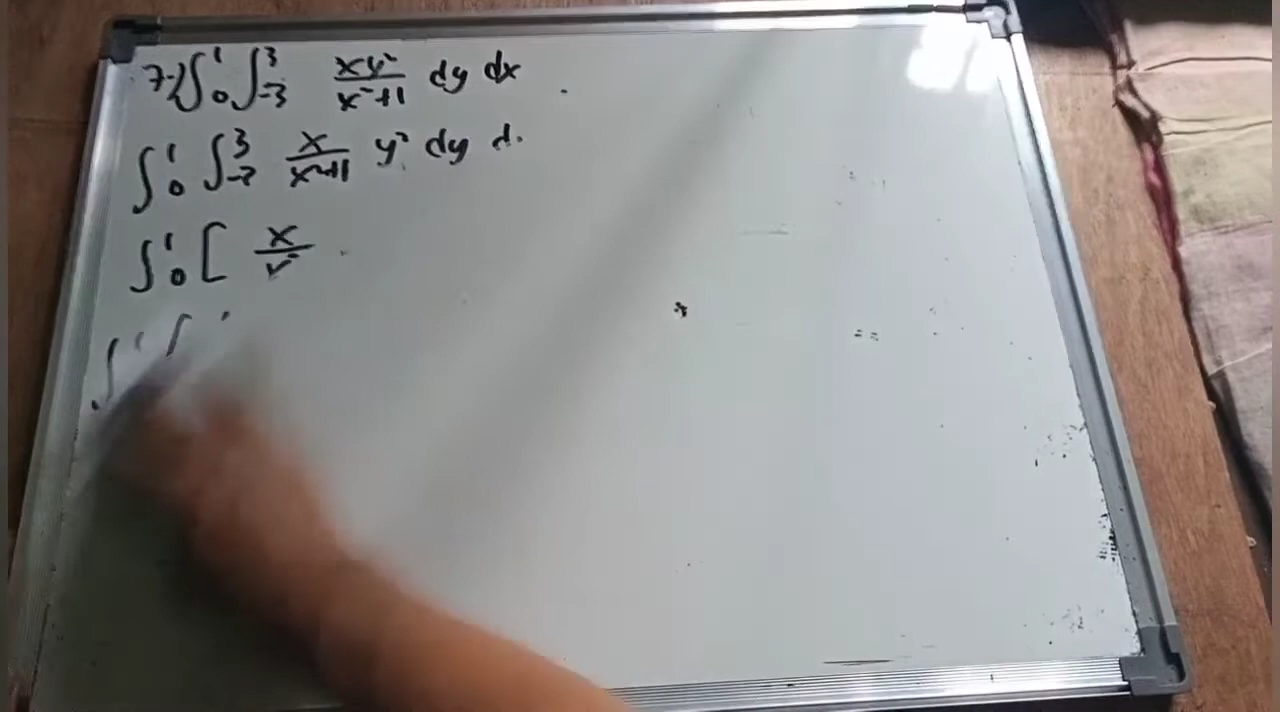 7-) ∫₀¹ ∫₋₃³ xy²/x²+1 dy dx
∫₀¹ ∫₋₃³ x/x²+1 y² dy d
∫₀¹ [ x/
∫